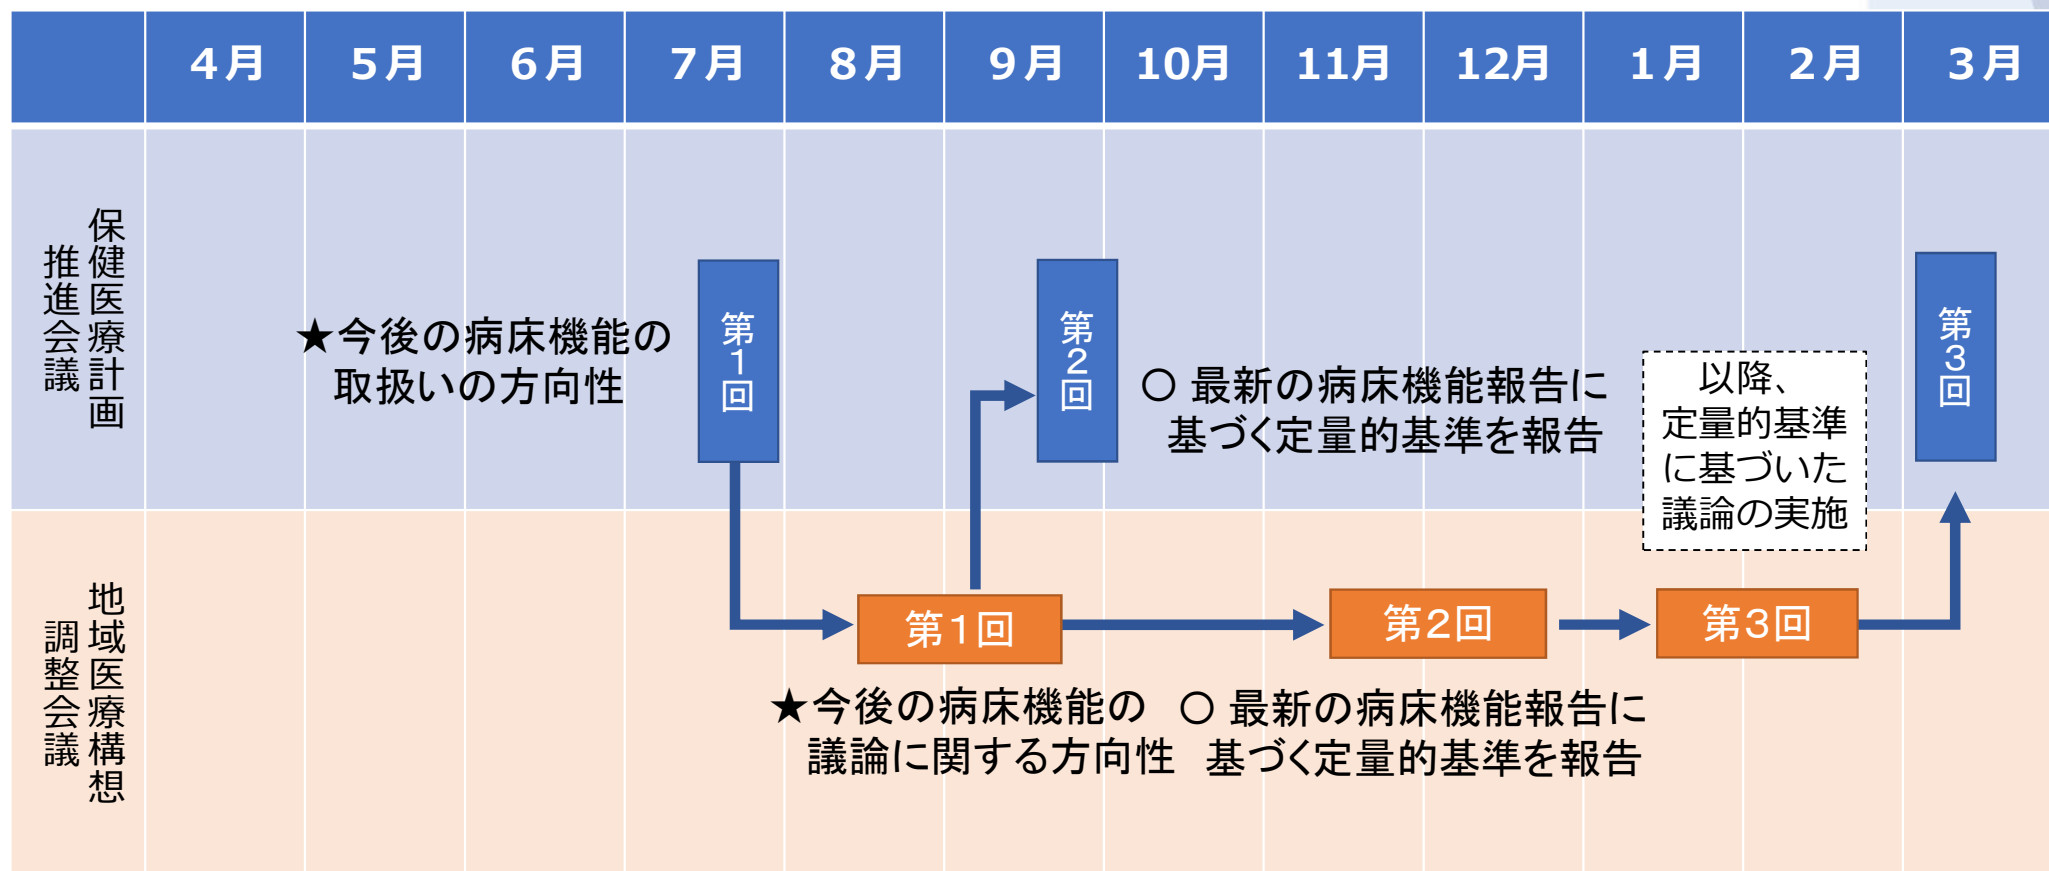 4月 5月 6月 7月 8月 9月 10月 11月 12月 1月 2月 3月
保健医療計画
推進会議
★今後の病床機能の
取扱いの方向性
第1回
第2回
○ 最新の病床機能報告に
基づく定量的基準を報告
以降、
定量的基準
に基づいた
議論の実施
第3回
地域医療構想
調整会議
第1回
第2回
第3回
★今後の病床機能の
議論に関する方向性
○ 最新の病床機能報告に
基づく定量的基準を報告